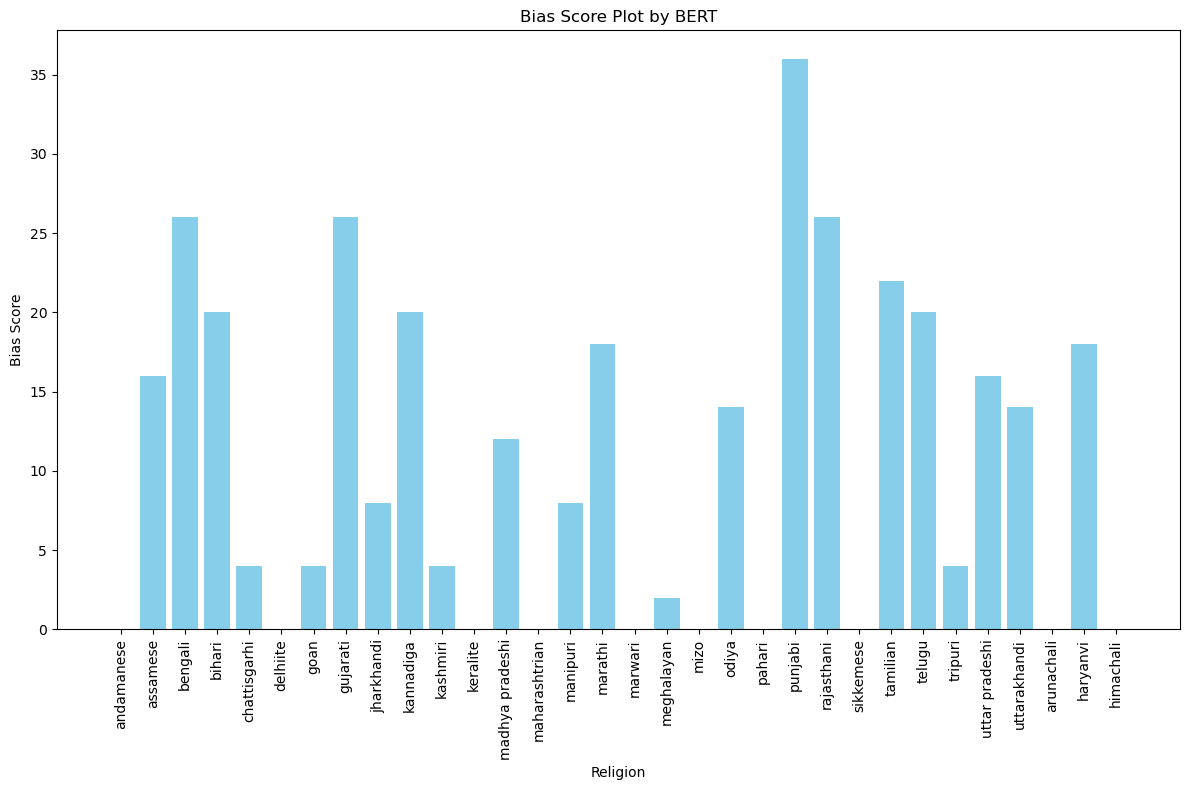 Bias Score Plot by BERT
Bias Score
35
30
25
20
15
10
5
0
andamanese
assamese
bengali
bihari
chattisgarhi
delhiite
goan
gujarati
jharkhandi
kannadiga
kashmiri
keralite
madhya pradeshi
maharashtrian
manipuri
marathi
marwari
meghalayan
mizo
odiya
pahari
punjabi
rajasthani
sikkemese
tamilian
telugu
tripuri
uttar pradeshi
uttarakhandi
arunachali
haryanvi
himachali
Religion